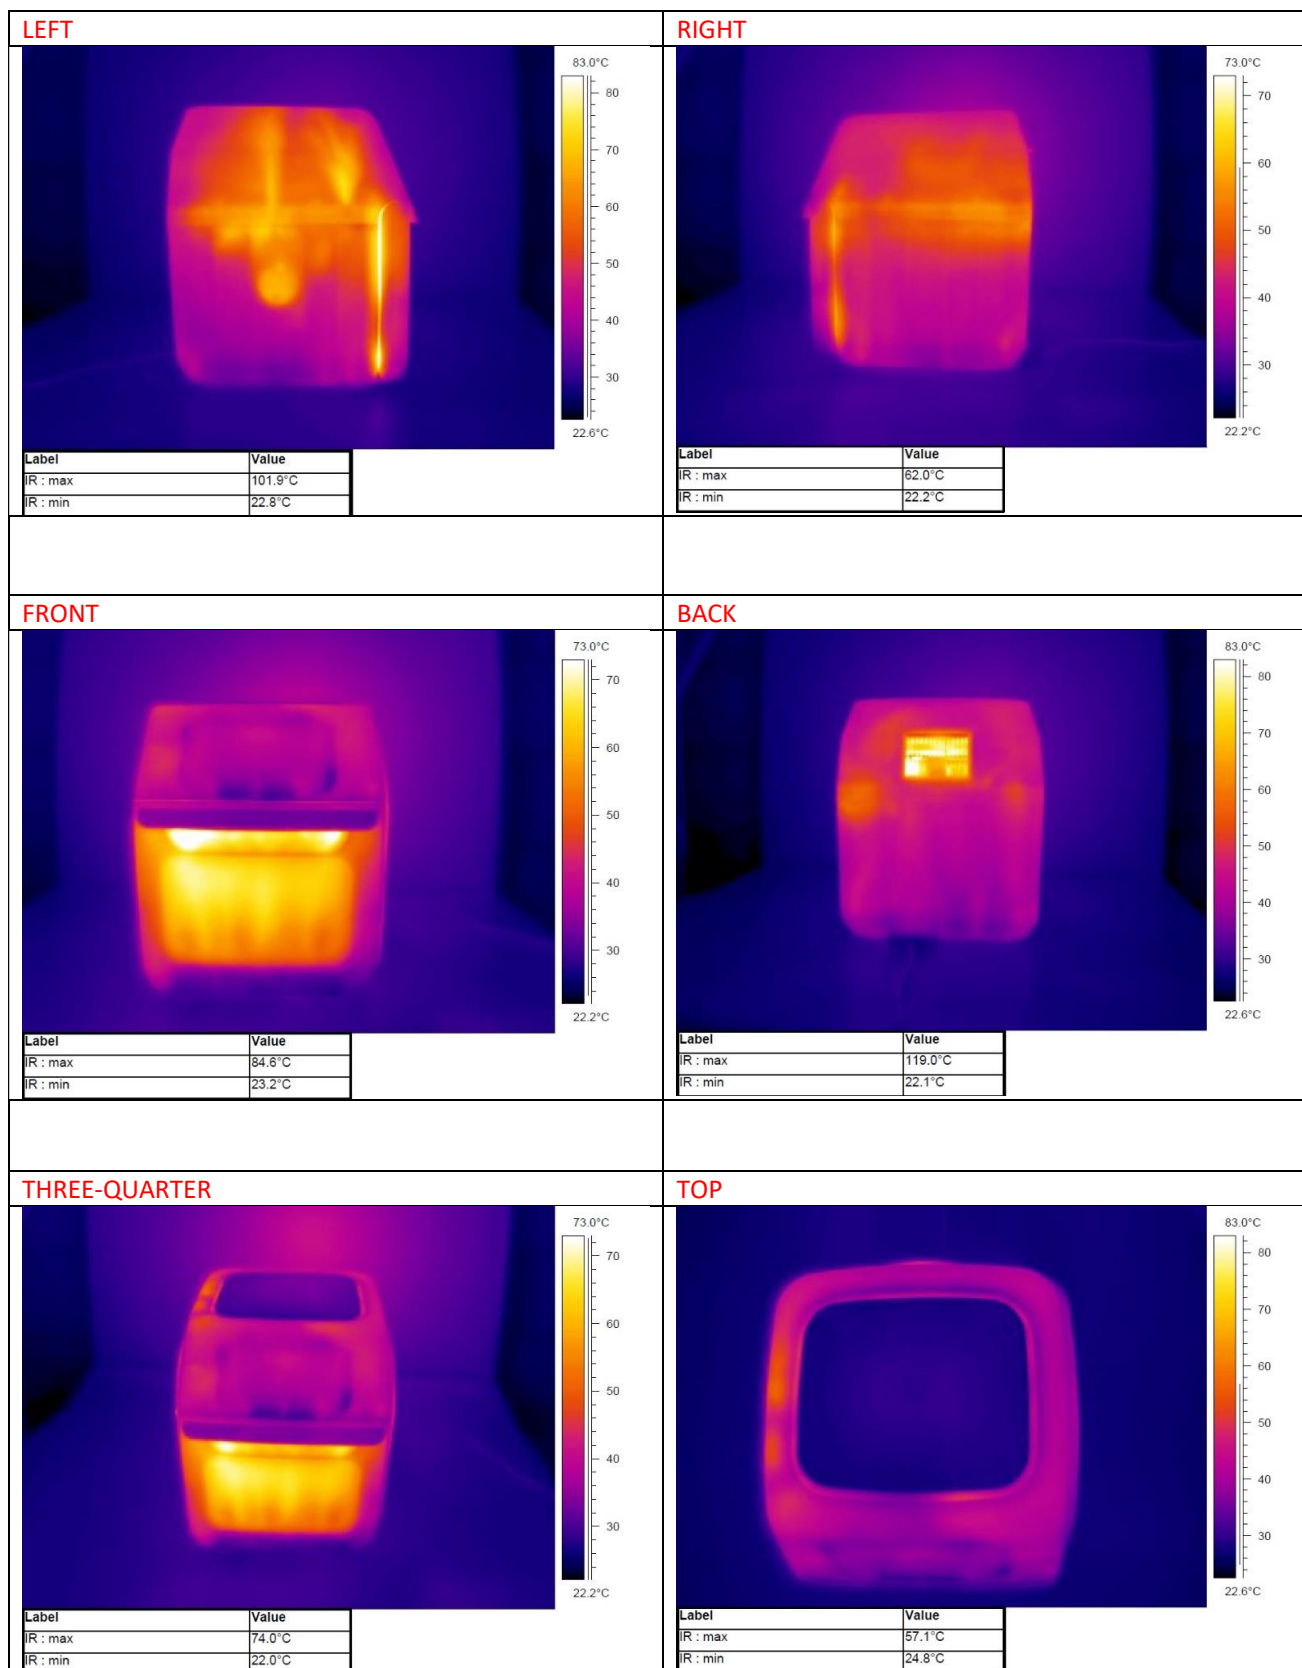 LEFT
83.0°C
80
70
60
50
40
30
22.6°C
Label Value
IR : max 101.9°C
IR : min 22.8°C
RIGHT
73.0°C
70
60
50
40
30
22.2°C
Label Value
IR : max 62.0°C
IR : min 22.2°C
FRONT
73.0°C
70
60
50
40
30
22.2°C
Label Value
IR : max 84.6°C
IR : min 23.2°C
BACK
83.0°C
80
70
60
50
40
30
22.6°C
Label Value
IR : max 119.0°C
IR : min 22.1°C
THREE-QUARTER
73.0°C
70
60
50
40
30
22.2°C
Label Value
IR : max 74.0°C
IR : min 22.0°C
TOP
83.0°C
80
70
60
50
40
30
22.6°C
Label Value
IR : max 57.1°C
IR : min 24.8°C